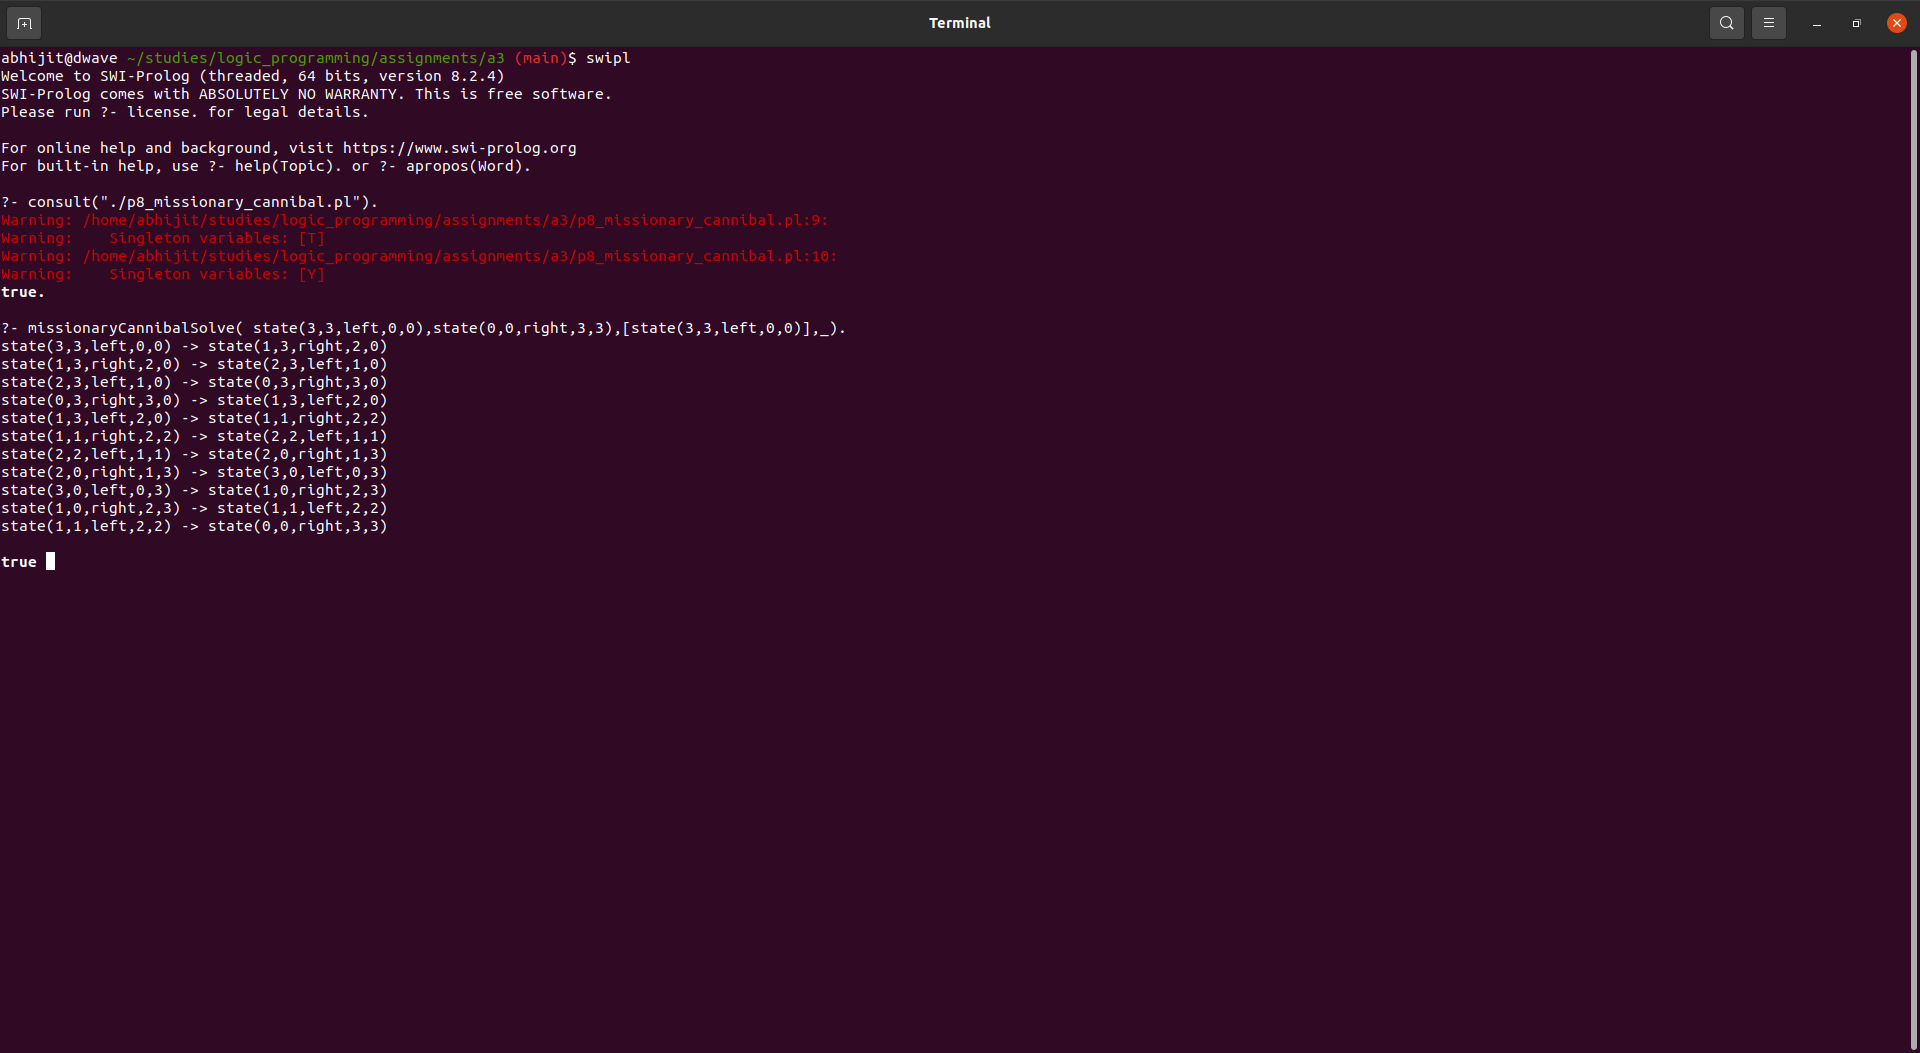 Terminal
abhijit@dwave ~/studies/logic_programming/assignments/a3 (main)$ swipl
Welcome to SWI-Prolog (threaded, 64 bits, version 8.2.4)
SWI-Prolog comes with ABSOLUTELY NO WARRANTY. This is free software.
Please run ?- license. for legal details.
For online help and background, visit https://www.swi-prolog.org
For built-in help, use ?- help(Topic). or ?- apropos(Word).
?- consult("./p8_missionary_cannibal.pl").
Warning: /home/abhijit/studies/logic_programming/assignments/a3/p8_missionary_cannibal.pl:9:
Warning:    Singleton variables: [T]
Warning: /home/abhijit/studies/logic_programming/assignments/a3/p8_missionary_cannibal.pl:10:
Warning:    Singleton variables: [Y]
true.
?- missionaryCannibalSolve( state(3,3,left,0,0),state(0,0,right,3,3),[state(3,3,left,0,0)],_).
state(3,3,left,0,0) -> state(1,3,right,2,0)
state(1,3,right,2,0) -> state(2,3,left,1,0)
state(2,3,left,1,0) -> state(0,3,right,3,0)
state(0,3,right,3,0) -> state(1,3,left,2,0)
state(1,3,left,2,0) -> state(1,1,right,2,2)
state(1,1,right,2,2) -> state(2,2,left,1,1)
state(2,2,left,1,1) -> state(2,0,right,1,3)
state(2,0,right,1,3) -> state(3,0,left,0,3)
state(3,0,left,0,3) -> state(1,0,right,2,3)
state(1,0,right,2,3) -> state(1,1,left,2,2)
state(1,1,left,2,2) -> state(0,0,right,3,3)
true